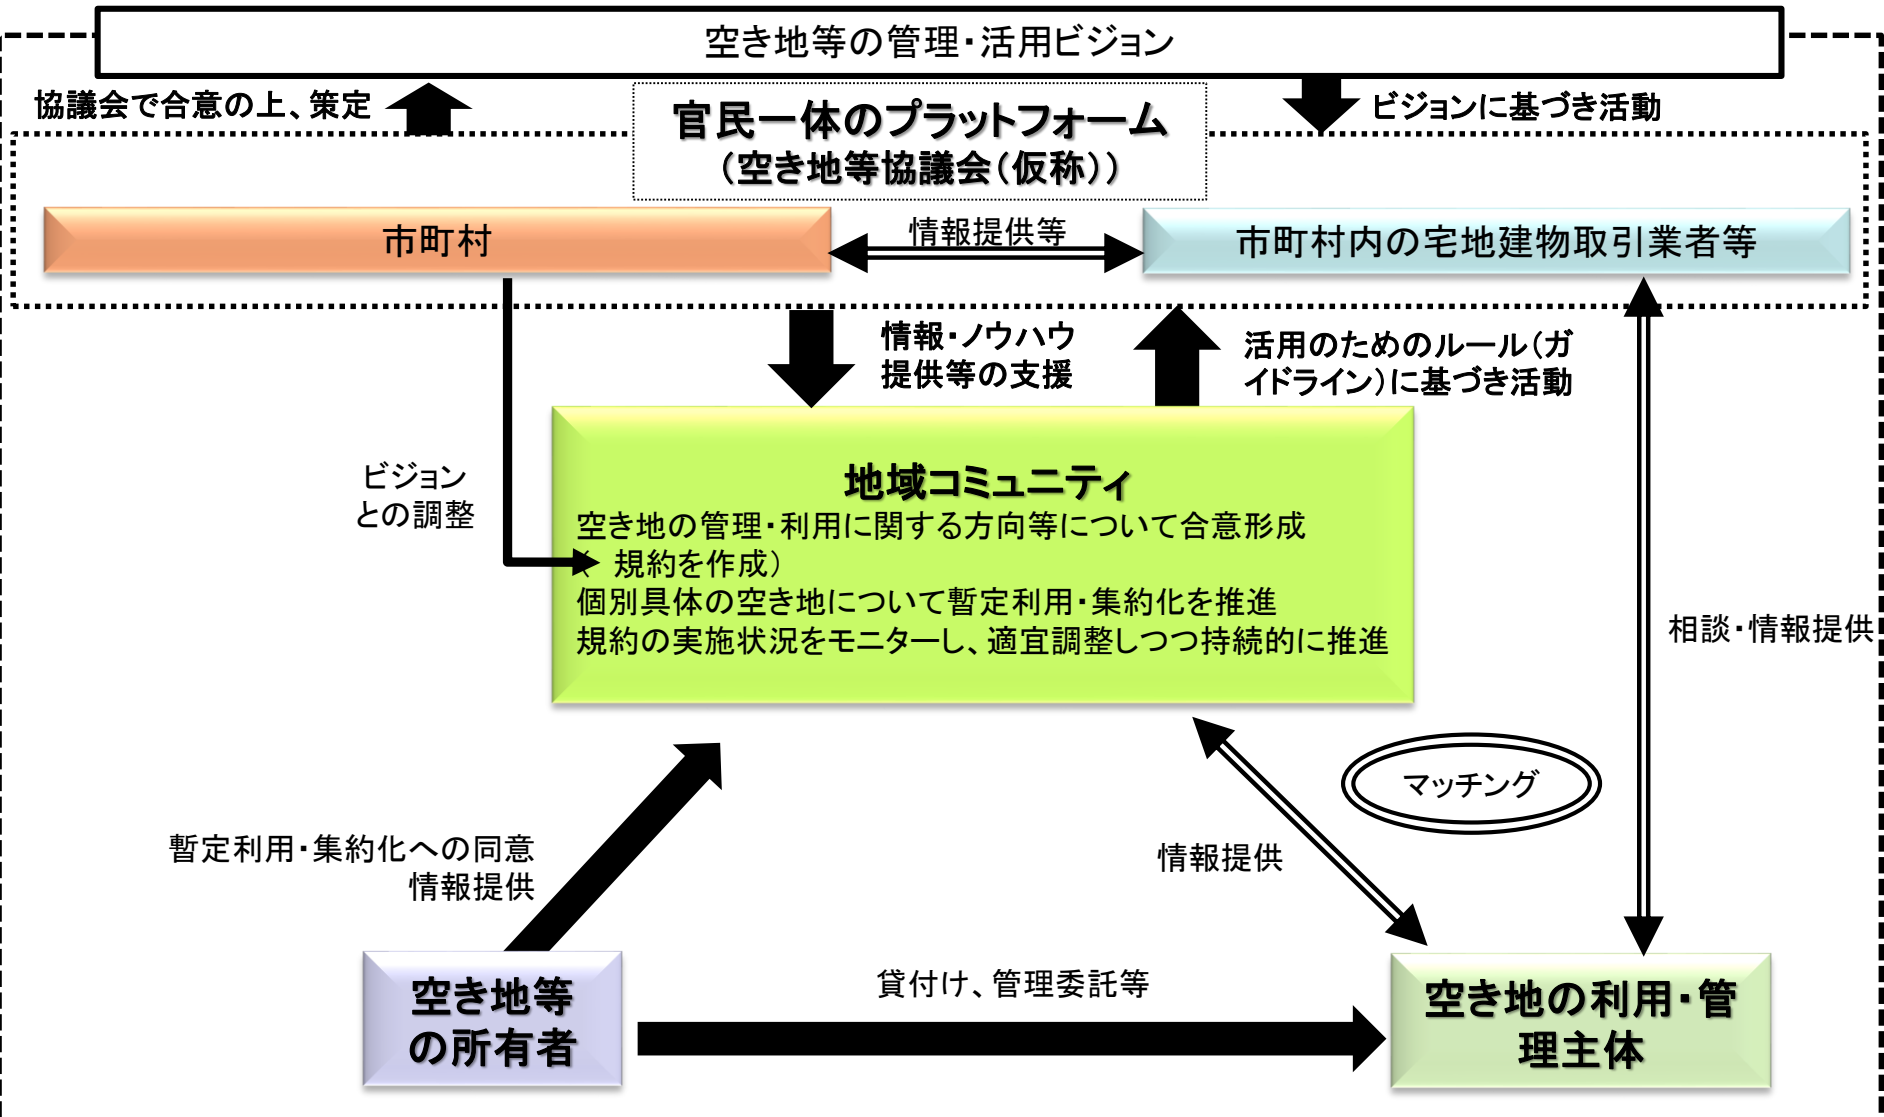 空き地等の管理・活用ビジョン
協議会で合意の上、策定
官民一体のプラットフォーム
（空き地等協議会（仮称））
ビジョンに基づき活動
市町村
情報提供等
市町村内の宅地建物取引業者等
情報・ノウハウ
提供等の支援
活用のためのルール（ガ
イドライン）に基づき活動
ビジョン
との調整
地域コミュニティ
空き地の管理・利用に関する方向等について合意形成
（ 規約を作成）
個別具体の空き地について暫定利用・集約化を推進
規約の実施状況をモニターし、適宜調整しつつ持続的に推進
相談・情報提供
マッチング
暫定利用・集約化への同意
情報提供
情報提供
空き地等
の所有者
貸付け、管理委託等
空き地の利用・管
理主体